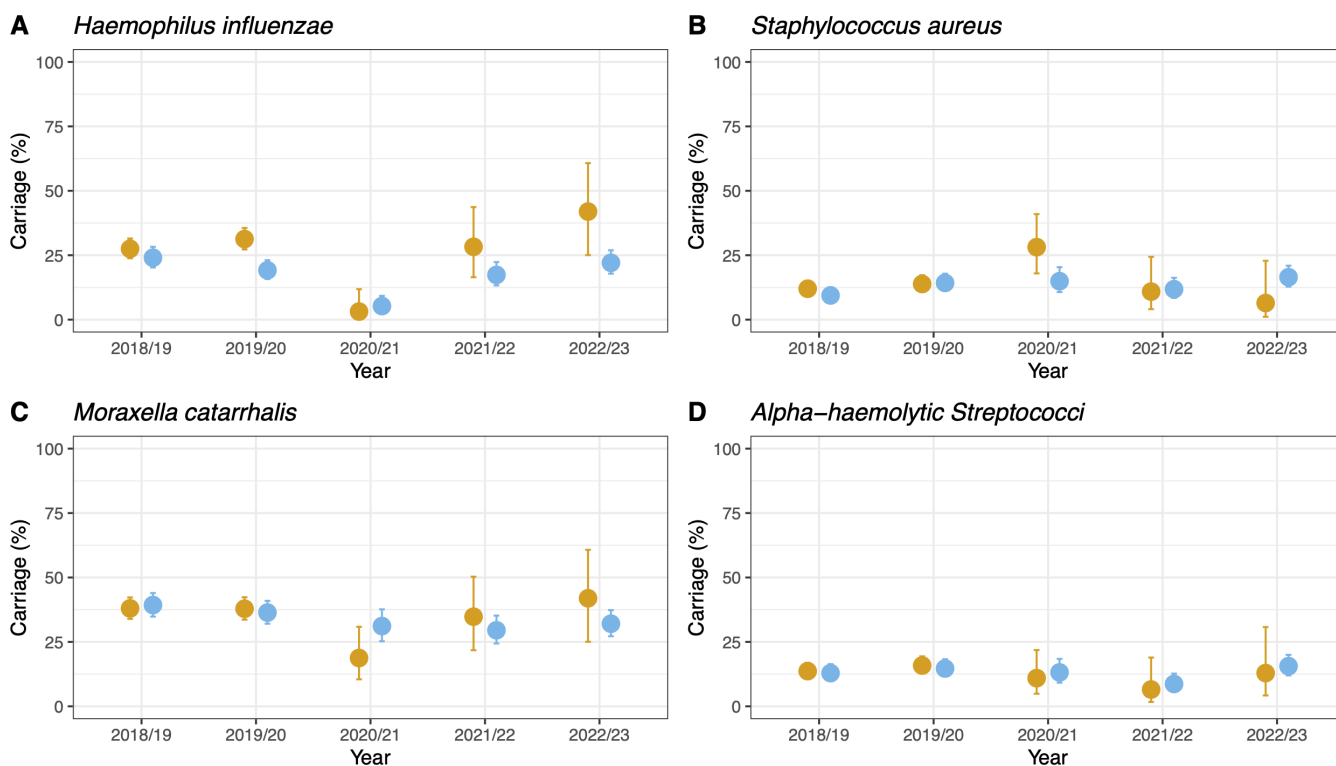 A Haemophilus influenzae
100
75
50
25
0
Carriage (%)
2018/19 2019/20 2020/21 2021/22 2022/23
Year
B Staphylococcus aureus
100
75
50
25
0
Carriage (%)
2018/19 2019/20 2020/21 2021/22 2022/23
Year
C Moraxella catarrhalis
100
75
50
25
0
Carriage (%)
2018/19 2019/20 2020/21 2021/22 2022/23
Year
D Alpha−haemolytic Streptococci
100
75
50
25
0
Carriage (%)
2018/19 2019/20 2020/21 2021/22 2022/23
Year